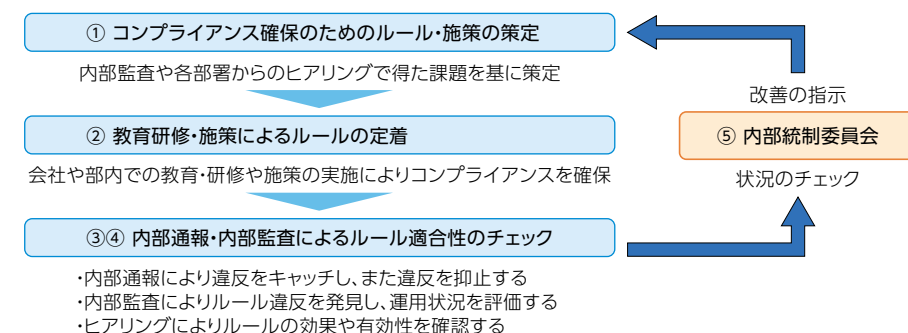 ① コンプライアンス確保のためのルール・施策の策定
内部監査や各部署からのヒアリングで得た課題を基に策定
② 教育研修・施策によるルールの定着
会社や部内での教育・研修や施策の実施によりコンプライアンスを確保
③④ 内部通報・内部監査によるルール適合性のチェック
・内部通報により違反をキャッチし、また違反を抑止する
・内部監査によりルール違反を発見し、運用状況を評価する
・ヒアリングによりルールの効果や有効性を確認する
改善の指示
⑤ 内部統制委員会
状況のチェック